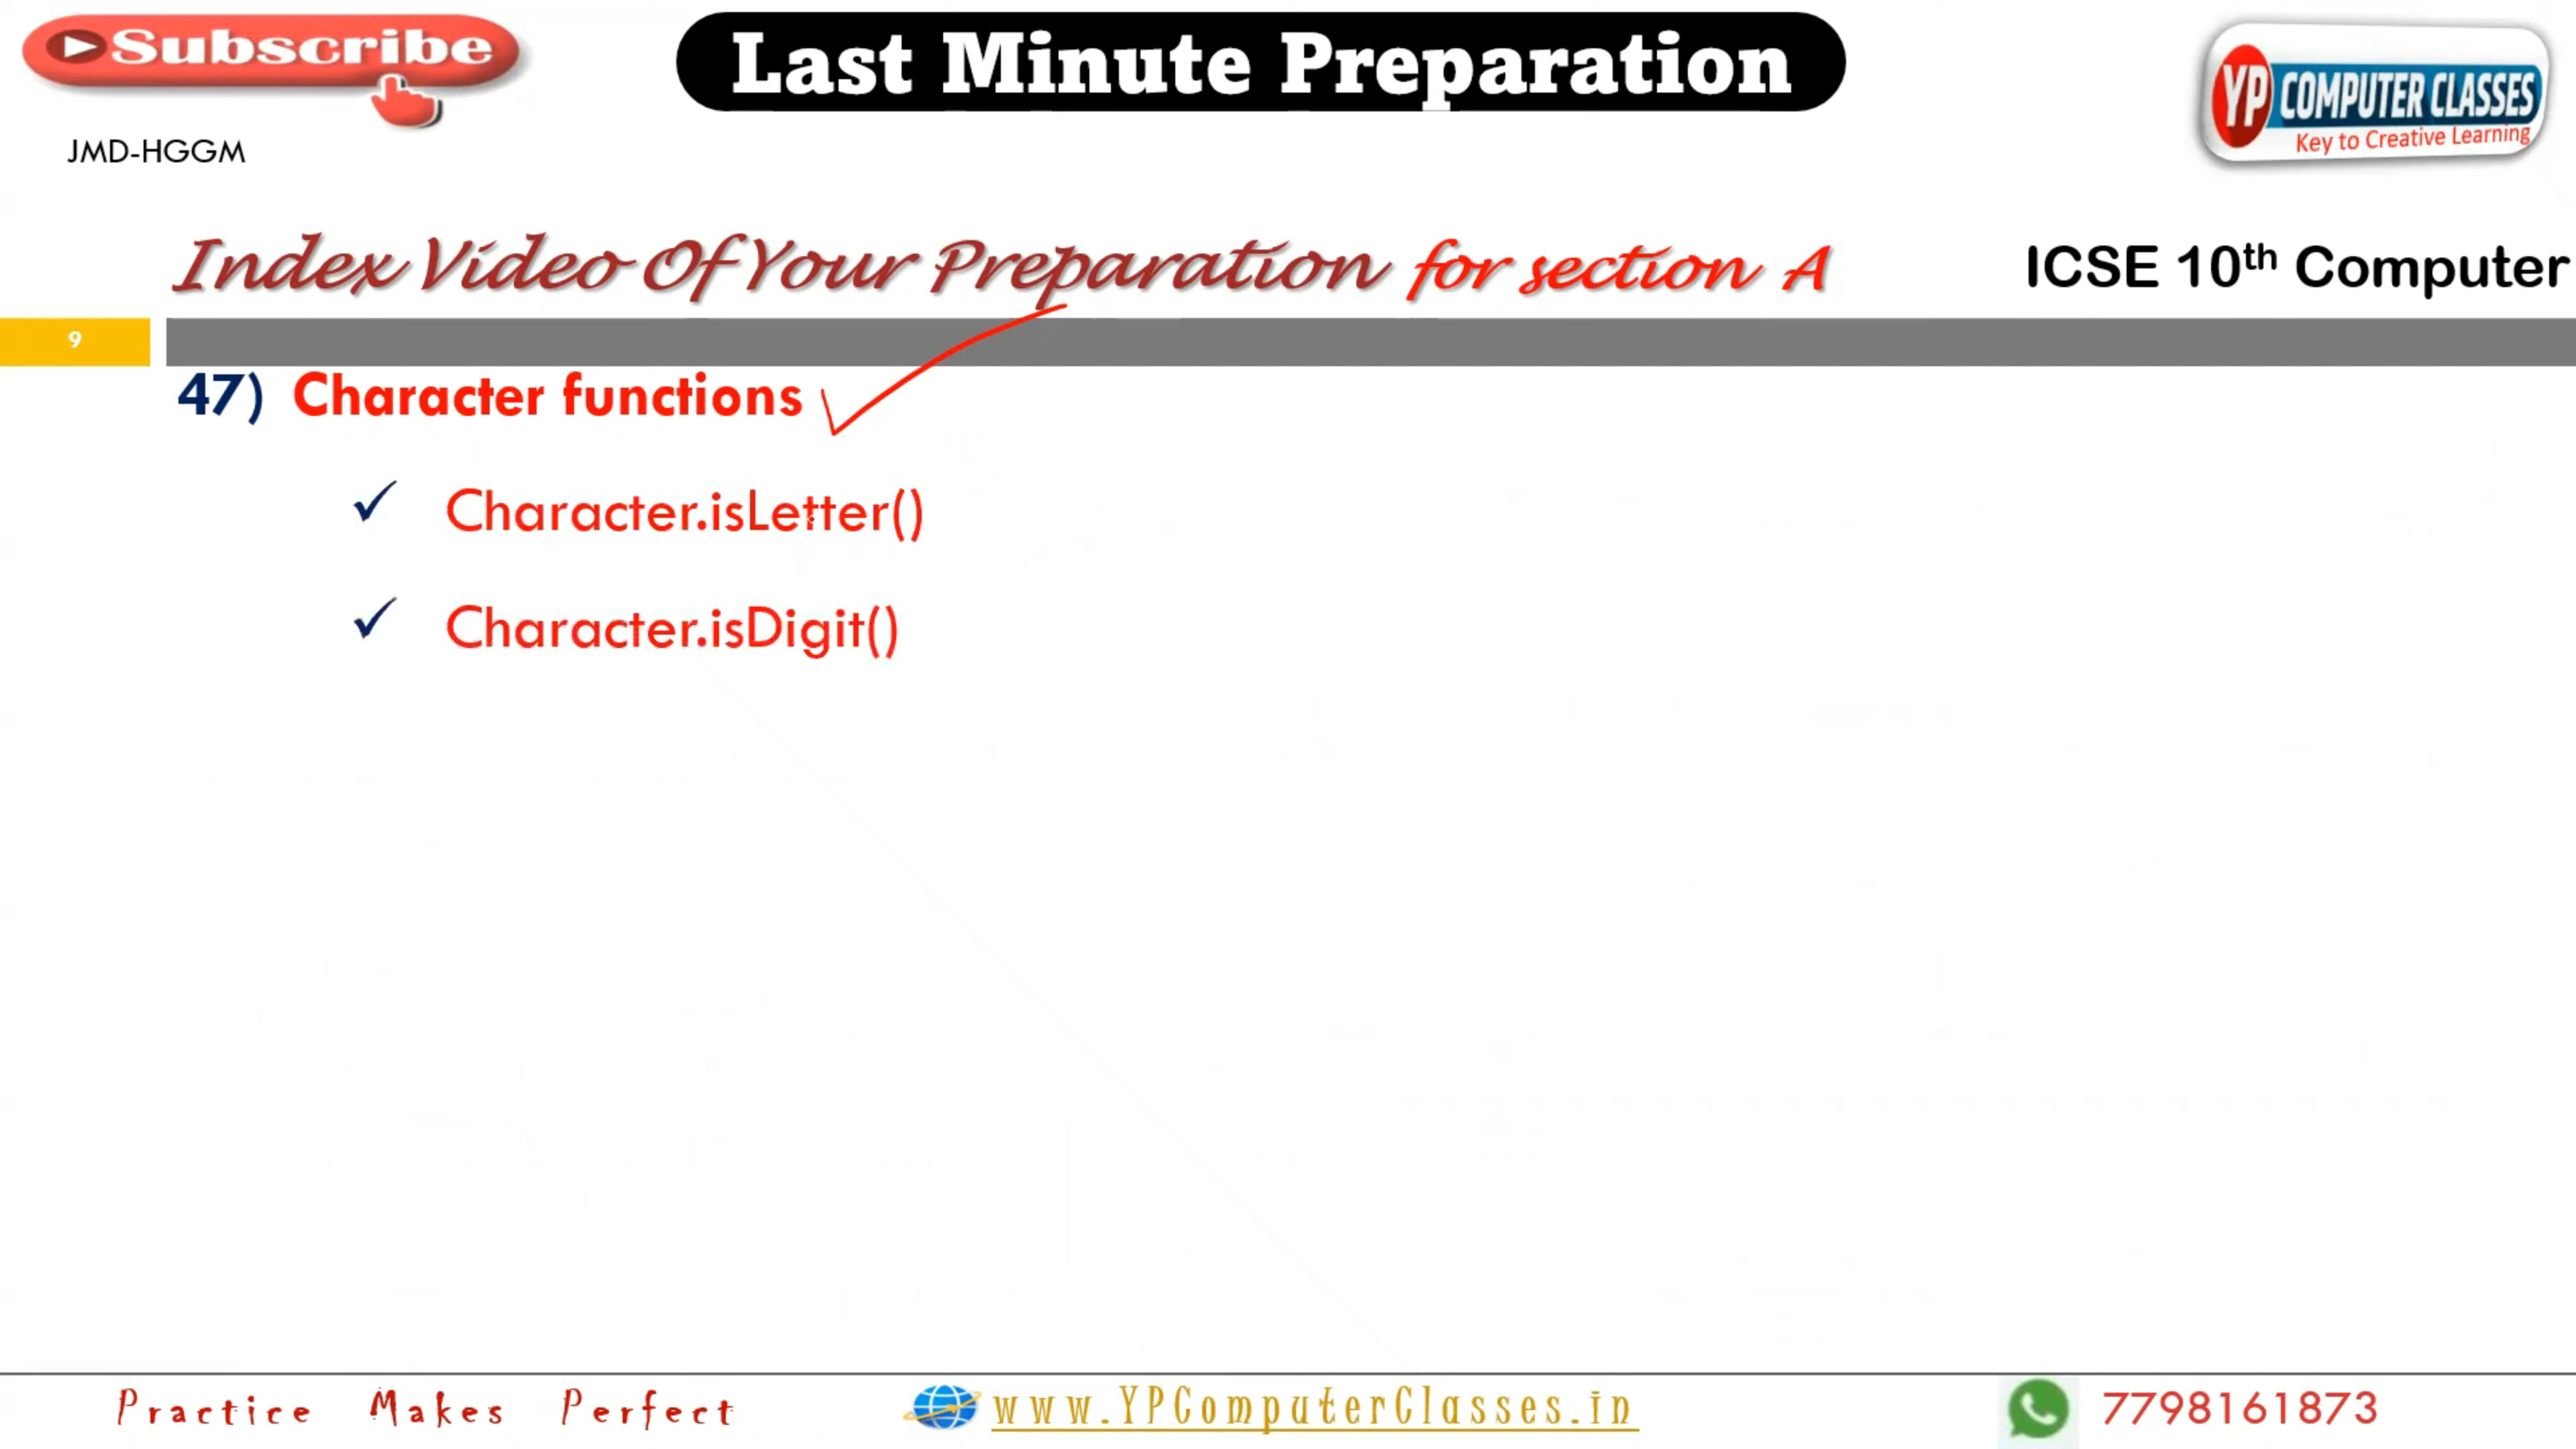 Subscribe
Last Minute Preparation
YP COMPUTER CLASSES
Key to Creative Learning
JMD-HGGM
Index Video Of Your Preparation for section A
ICSE 10th Computer
9
47) Character functions
✓ Character.isLetter()
✓ Character.isDigit()
Practice Makes Perfect
www.YPComputerClasses.in
7798161873